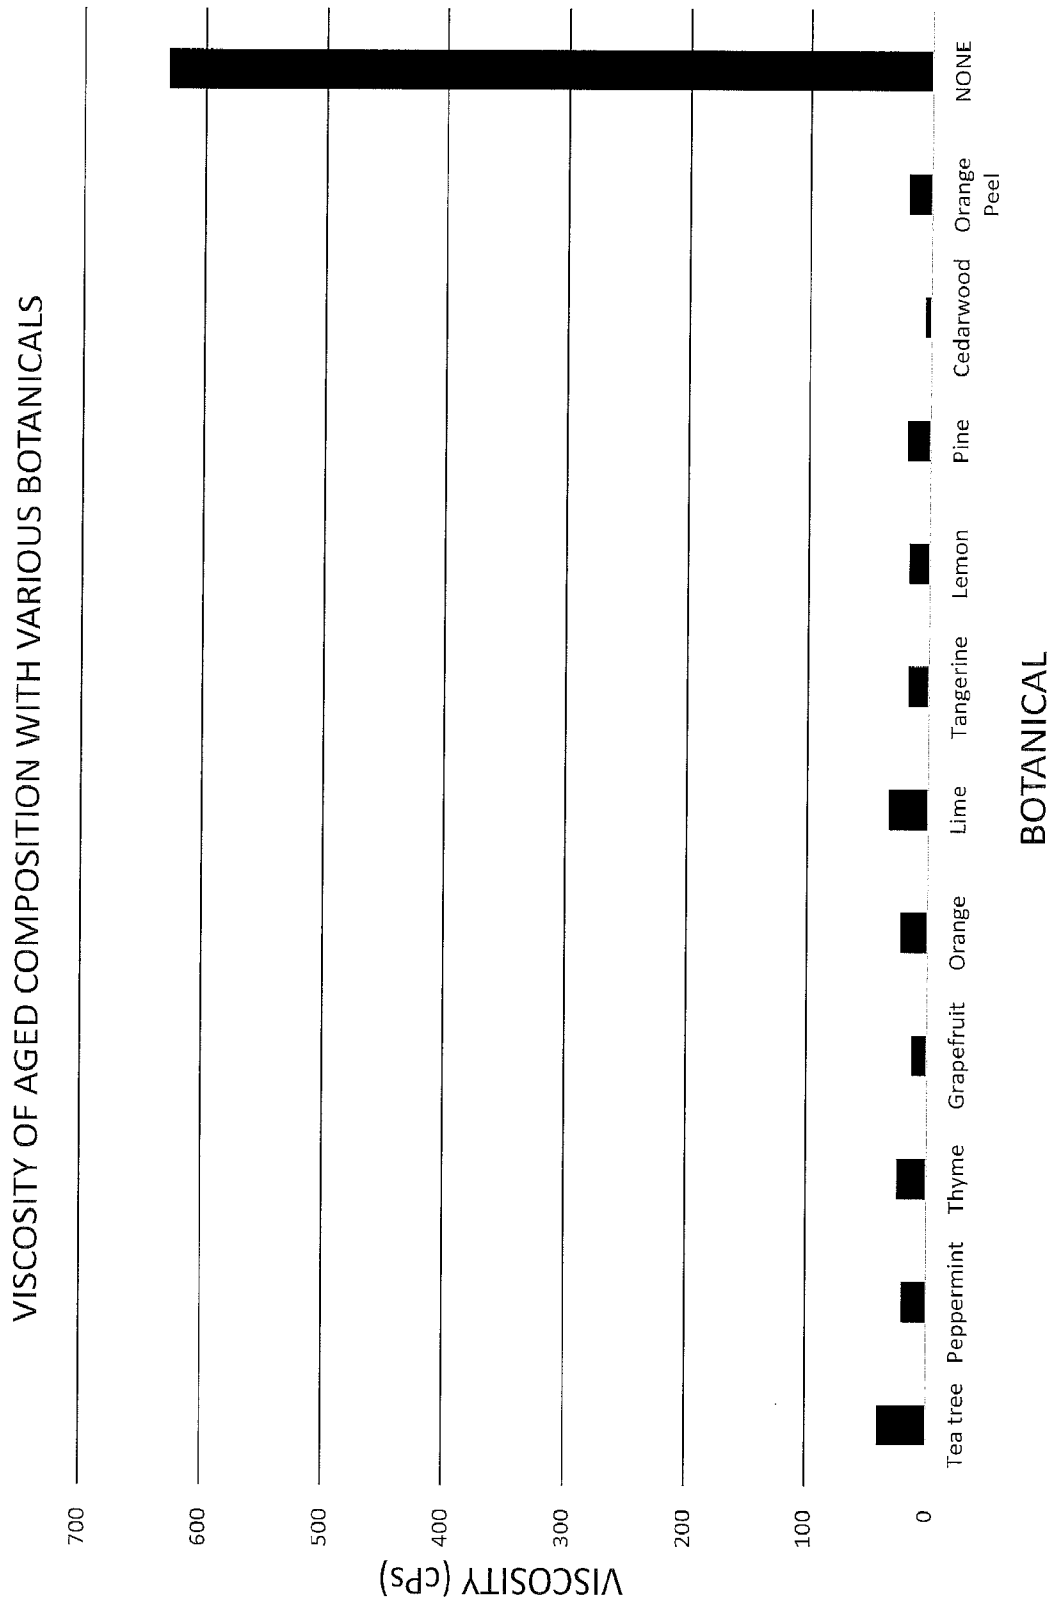 VISCOSITY OF AGED COMPOSITION WITH VARIOUS BOTANICALS
VISCOSITY (cPs)
700
600
500
400
300
200
100
0
Tea tree
Peppermint
Thyme
Grapefruit
Orange
Lime
Tangerine
Lemon
Pine
Cedarwood
Orange
Peel
NONE
BOTANICAL